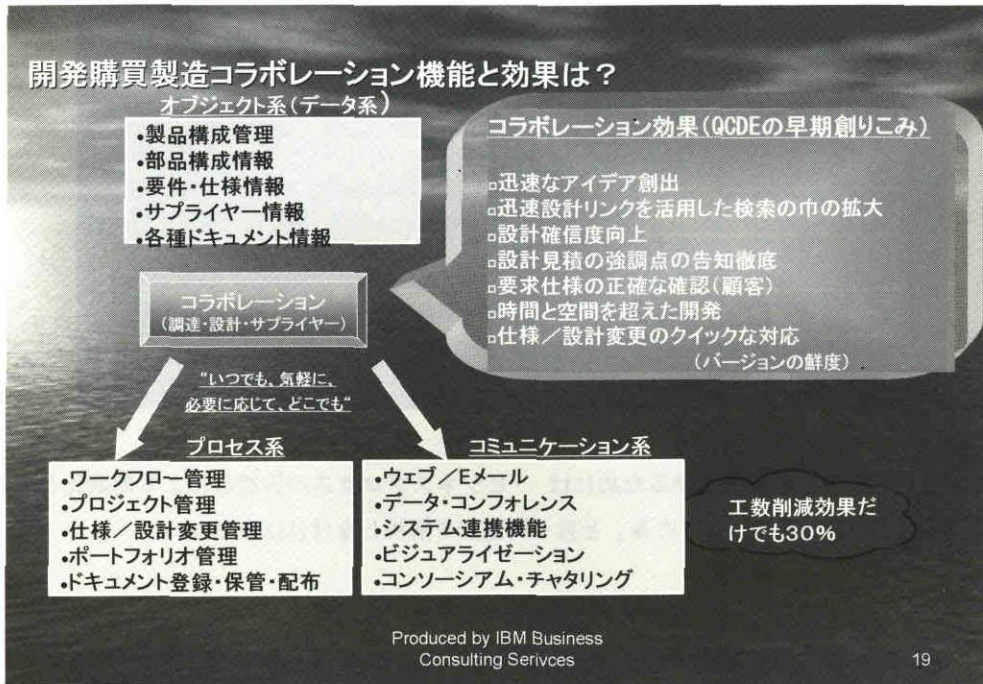 開発購買製造コラボレーション機能と効果は？
オブジェクト系（データ系）
•製品構成管理
•部品構成情報
•要件・仕様情報
•サプライヤー情報
•各種ドキュメント情報
コラボレーション効果（QCDEの早期創りこみ）
□迅速なアイデア創出
□迅速設計リンクを活用した検索の巾の拡大
□設計確信度向上
□設計見積の強調点の告知徹底
□要求仕様の正確な確認（顧客）
□時間と空間を超えた開発
□仕様／設計変更のクイックな対応
（バージョンの鮮度）
コラボレーション
（調達・設計・サプライヤー）
"いつでも、気軽に、
必要に応じて、どこでも"
プロセス系
•ワークフロー管理
•プロジェクト管理
•仕様／設計変更管理
•ポートフォリオ管理
•ドキュメント登録・保管・配布
コミュニケーション系
•ウェブ／Eメール
•データ・コンフォレンス
•システム連携機能
•ビジュアライゼーション
•コンソーシアム・チャタリング
工数削減効果だ
けでも30%
Produced by IBM Business
Consulting Serivces
19